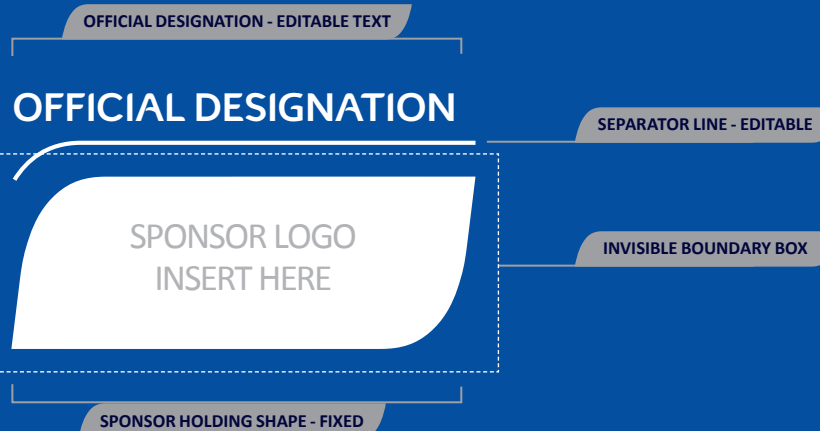 OFFICIAL DESIGNATION - EDITABLE TEXT
OFFICIAL DESIGNATION
SEPARATOR LINE - EDITABLE
SPONSOR LOGO
INSERT HERE
INVISIBLE BOUNDARY BOX
SPONSOR HOLDING SHAPE - FIXED